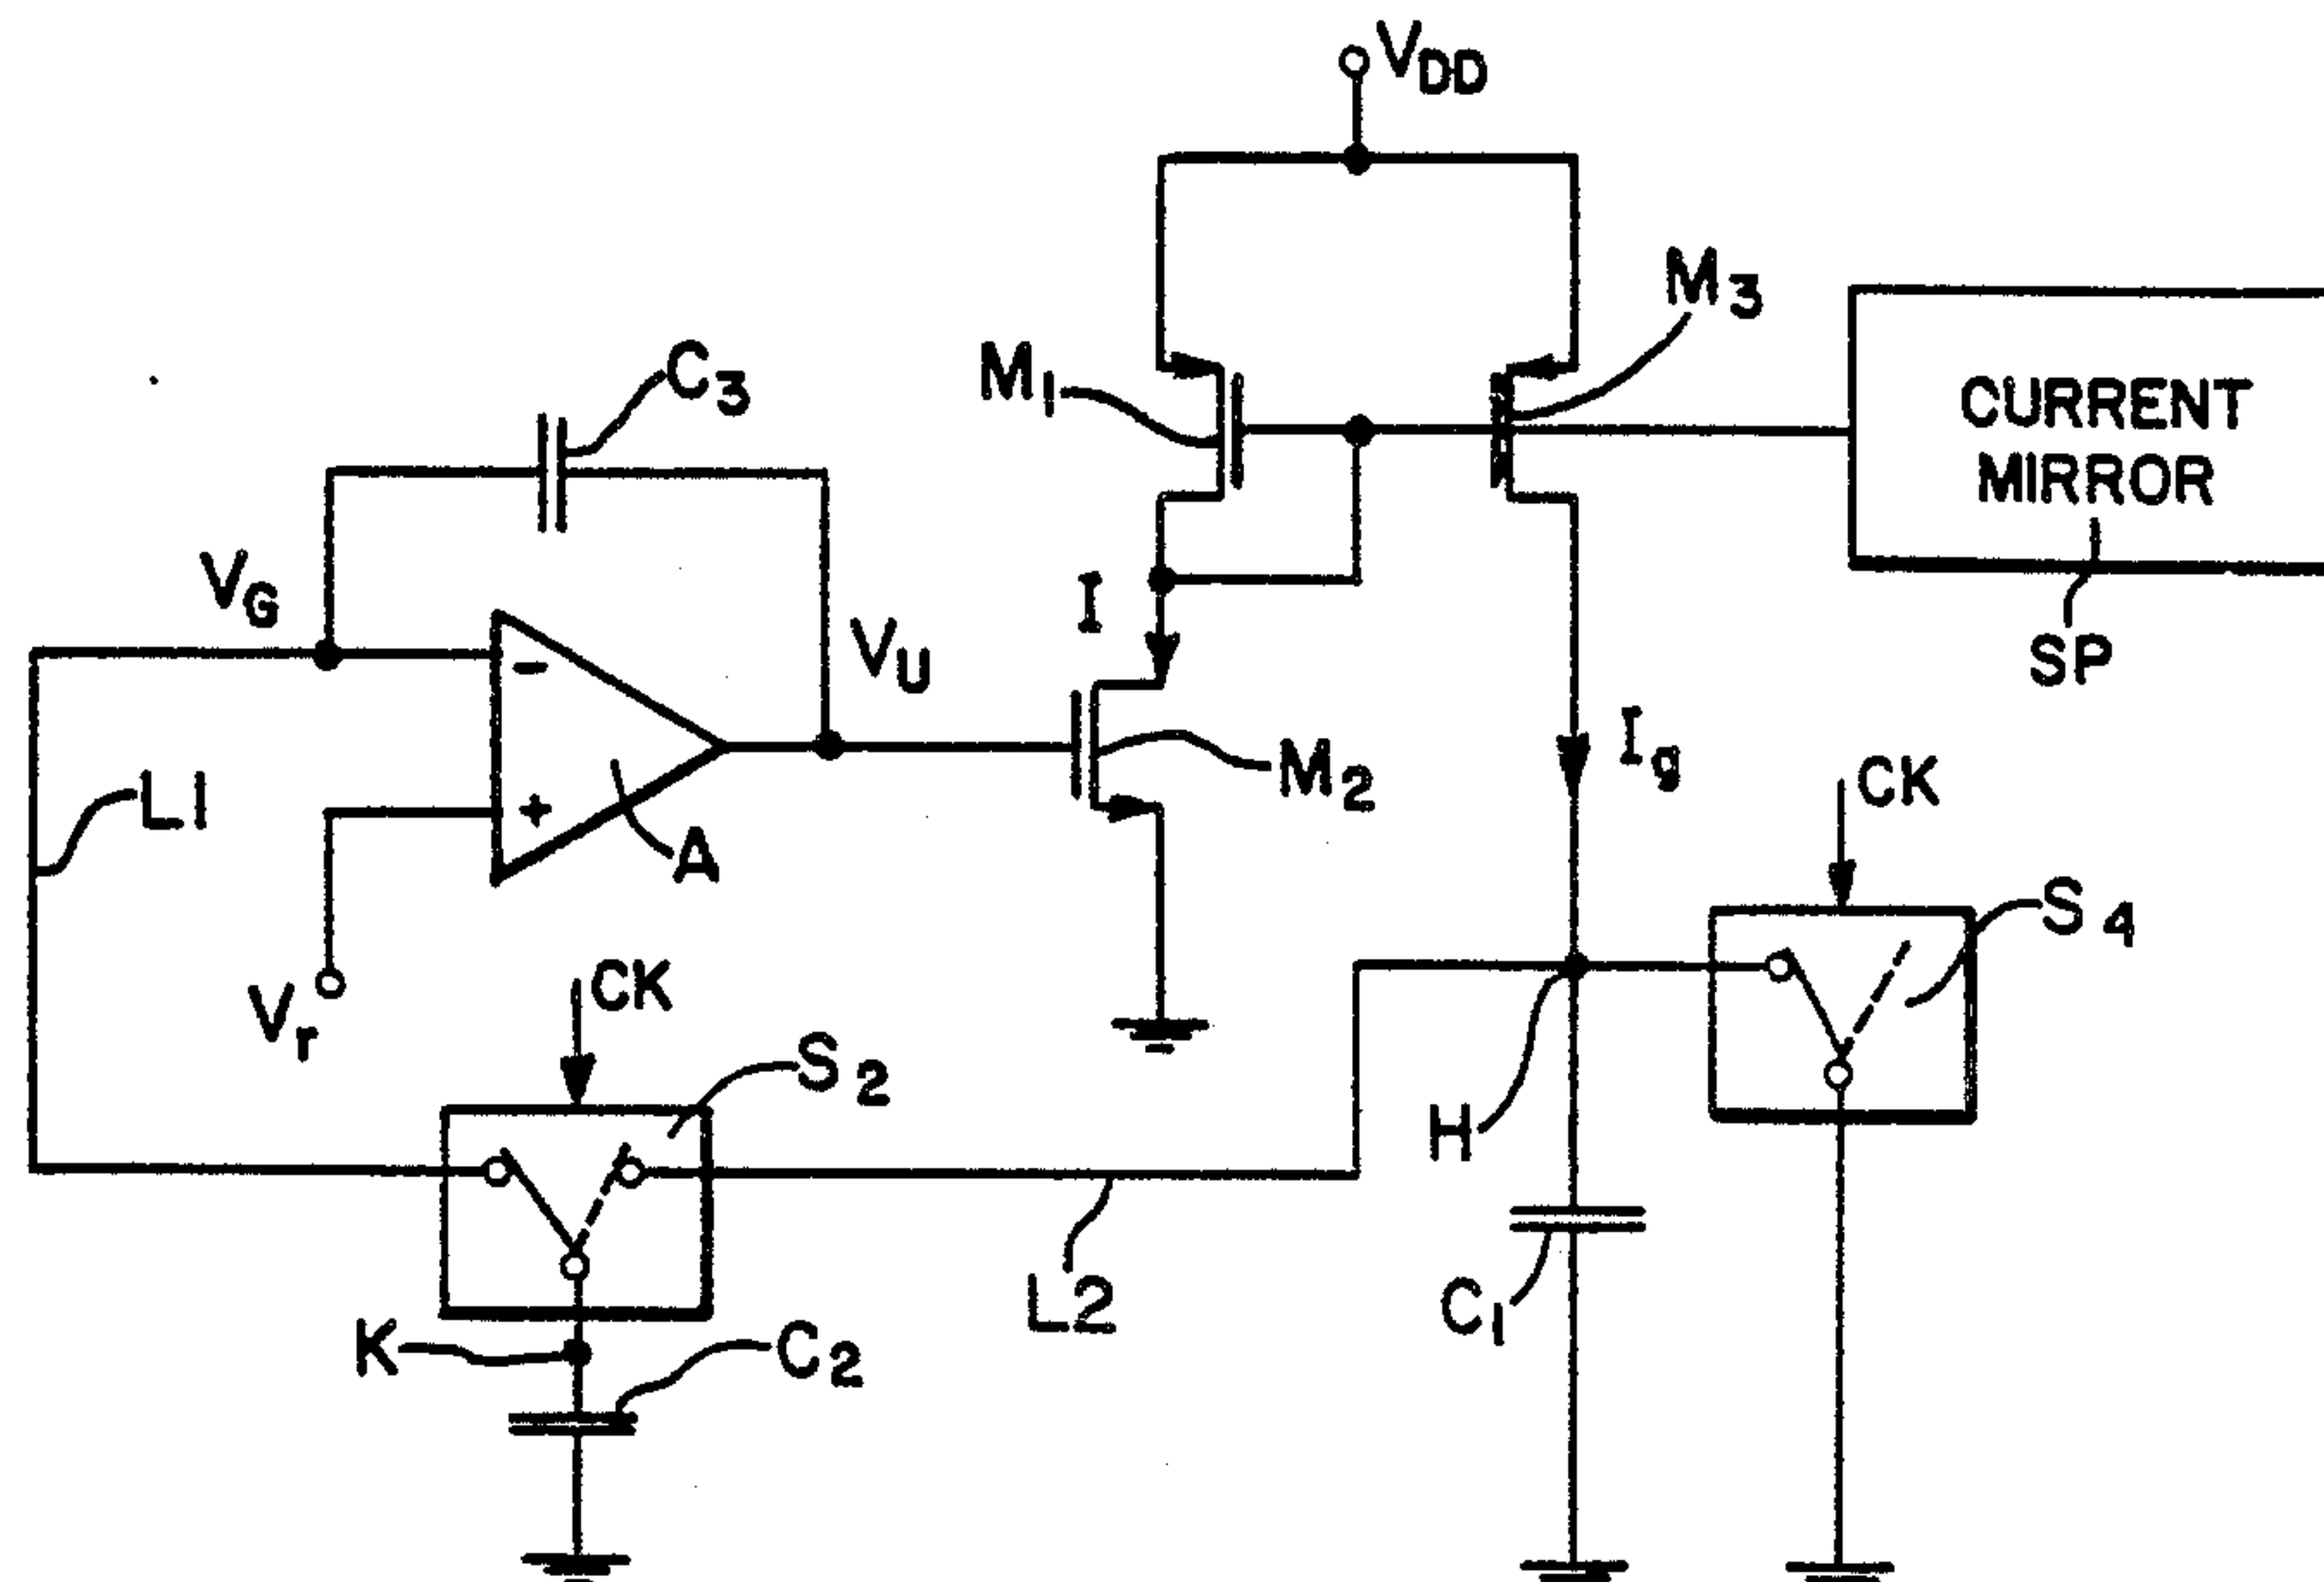 VDD
M3
C3
M1
CURRENT
MIRROR
VG
I
VU
SP
Ig
M2
CK
L1
A
S4
CK
Vr
S2
H
L2
C1
K
C2
-
+